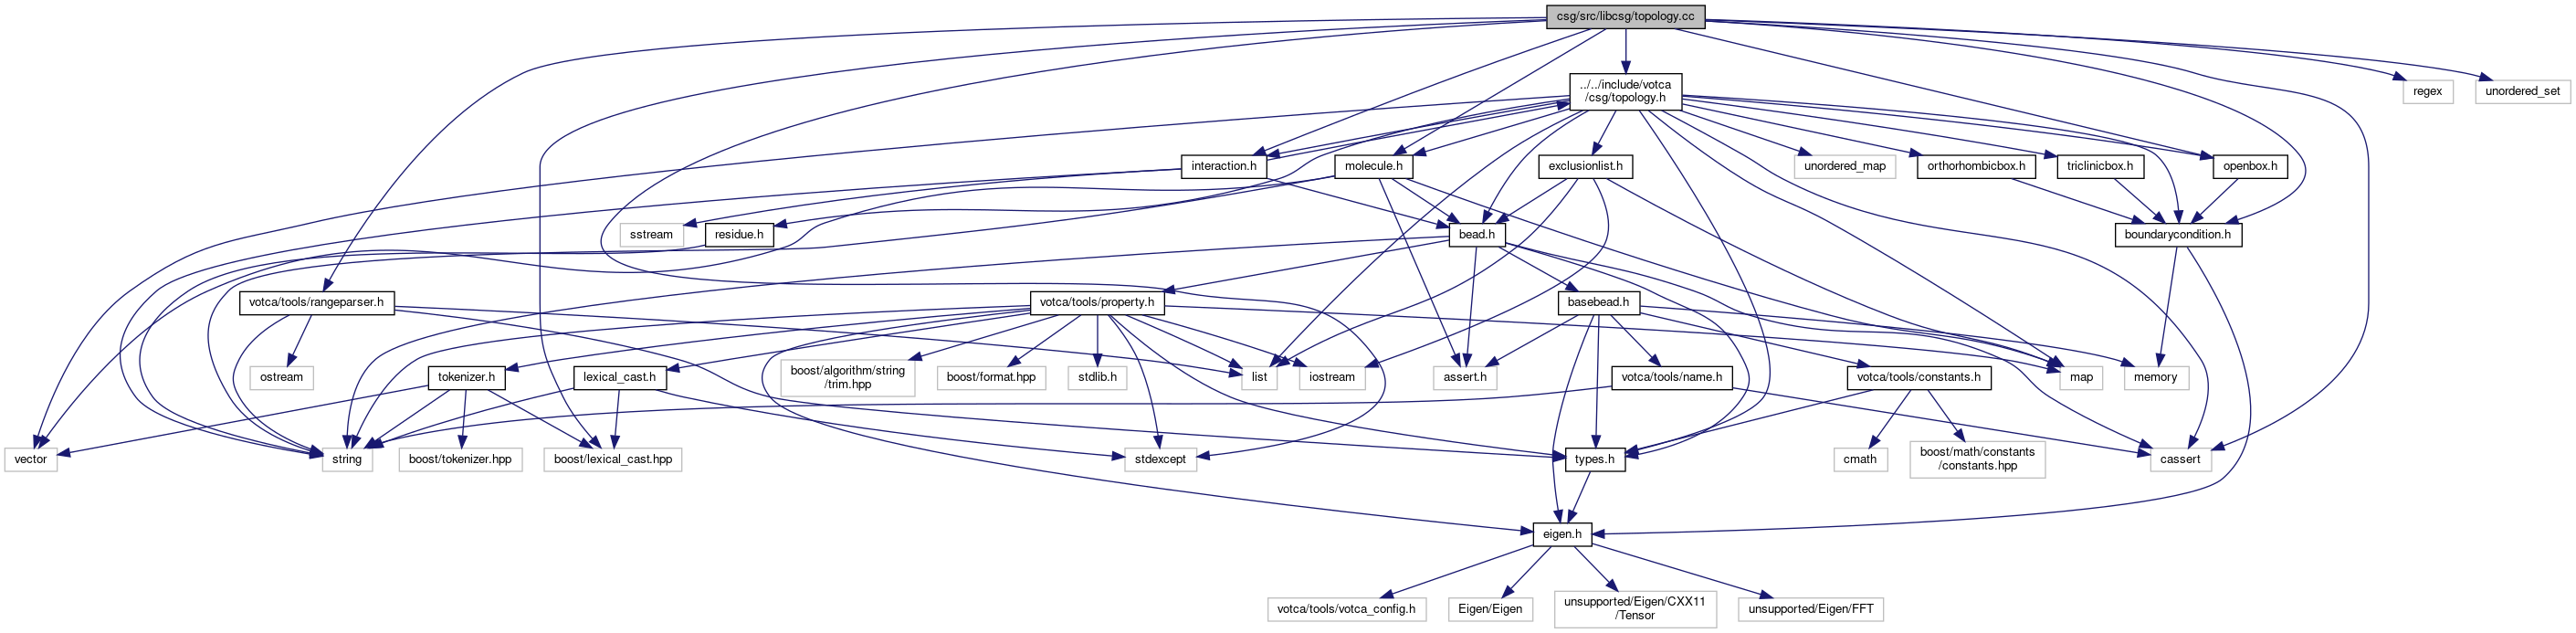 csg/src/libcsg/topology.cc
../../include/votca
/csg/topology.h
regex
unordered_set
interaction.h
molecule.h
exclusionlist.h
unordered_map
orthorhombicbox.h
triclinicbox.h
openbox.h
sstream
residue.h
bead.h
boundarycondition.h
votca/tools/rangeparser.h
votca/tools/property.h
basebead.h
ostream
tokenizer.h
lexical_cast.h
boost/algorithm/string
/trim.hpp
boost/format.hpp
stdlib.h
list
iostream
assert.h
votca/tools/name.h
votca/tools/constants.h
map
memory
vector
string
boost/tokenizer.hpp
boost/lexical_cast.hpp
stdexcept
types.h
cmath
boost/math/constants
/constants.hpp
cassert
eigen.h
votca/tools/votca_config.h
Eigen/Eigen
unsupported/Eigen/CXX11
/Tensor
unsupported/Eigen/FFT